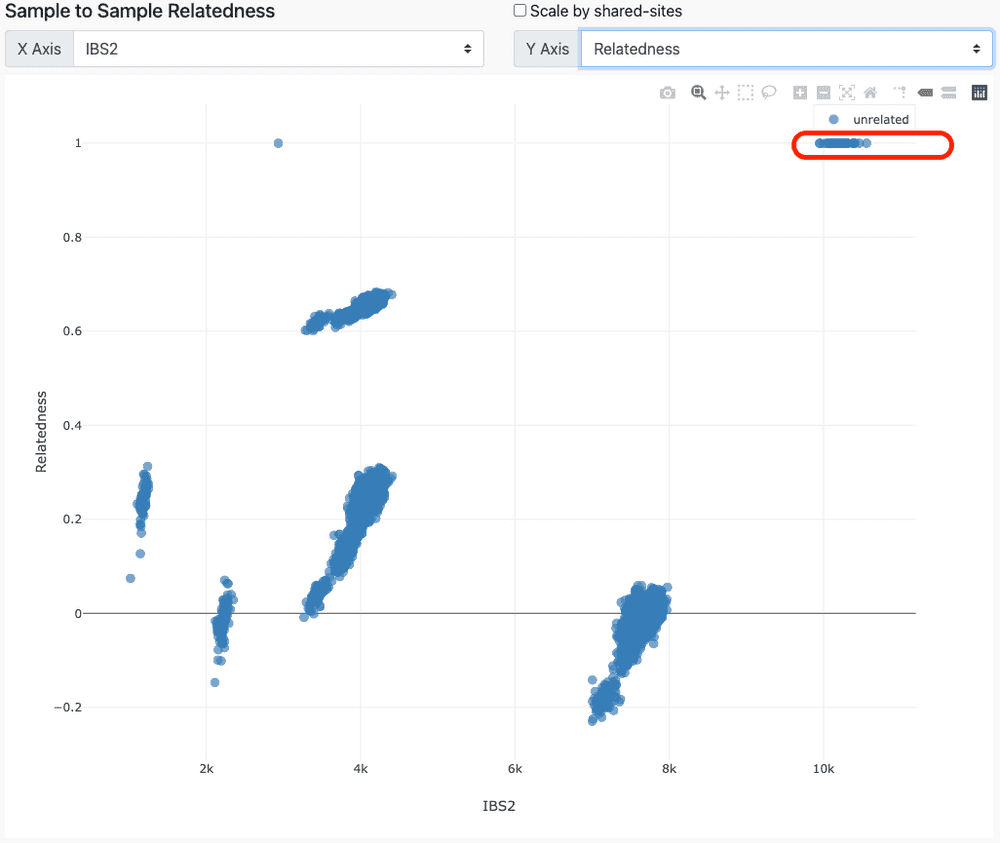 Sample to Sample Relatedness
Scale by shared-sites
X Axis IBS2
Y Axis Relatedness
unrelated
1
0.8
0.6
0.4
0.2
0
−0.2
Relatedness
2k 4k 6k 8k 10k
IBS2